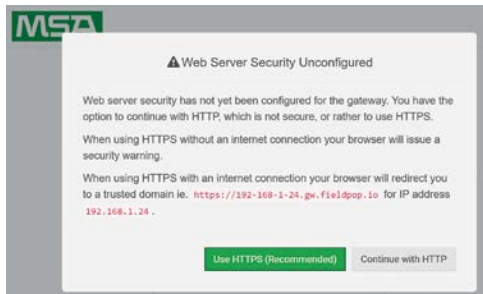 MSA
Web Server Security Unconfigured
Web server security has not yet been configured for the gateway. You have the
option to continue with HTTP, which is not secure, or rather to use HTTPS.
When using HTTPS without an internet connection your browser will issue a
security warning.
When using HTTPS with an internet connection your browser will redirect you
to a trusted domain ie. https://192-168-1-24.gw.fieldpop.io for IP address
192.168.1.24.
Use HTTPS (Recommended) Continue with HTTP